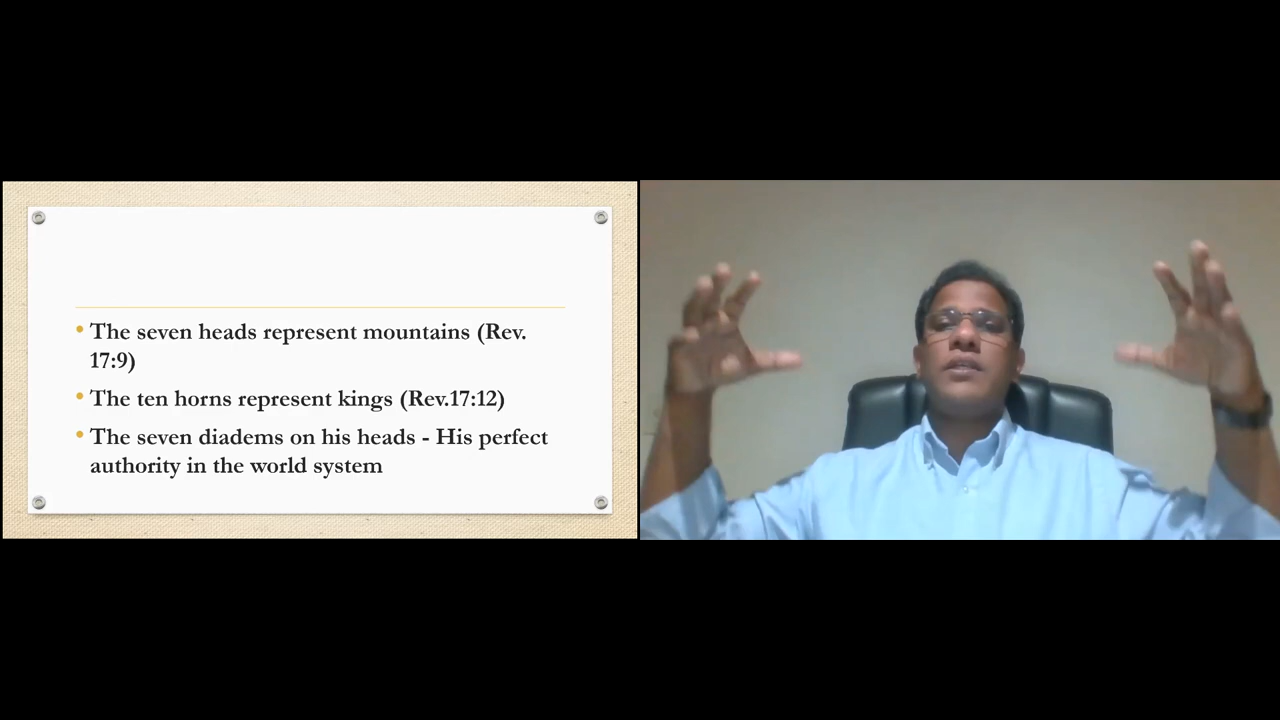 • The seven heads represent mountains (Rev.
17:9)
• The ten horns represent kings (Rev.17:12)
• The seven diadems on his heads - His perfect
authority in the world system